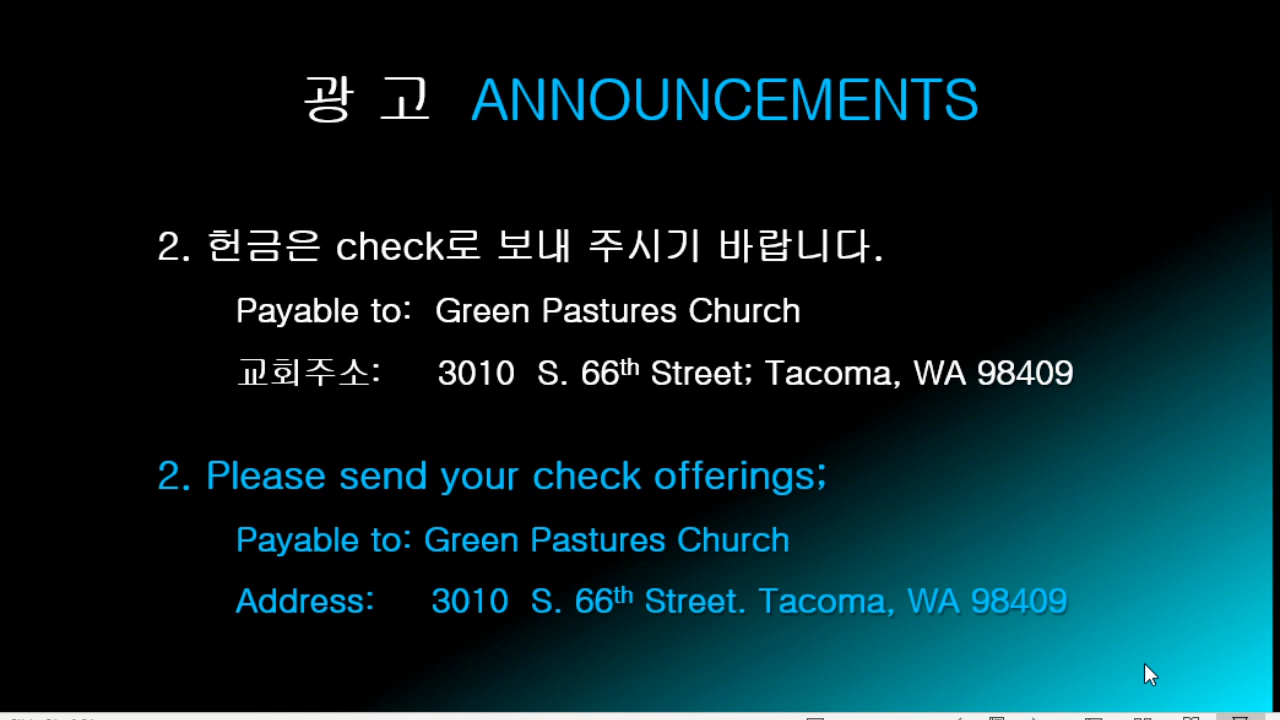 광 고 ANNOUNCEMENTS
2. 헌금은 check로 보내 주시기 바랍니다.
Payable to: Green Pastures Church
교회주소: 3010 S. 66th Street; Tacoma, WA 98409
2. Please send your check offerings;
Payable to: Green Pastures Church
Address: 3010 S. 66th Street. Tacoma, WA 98409